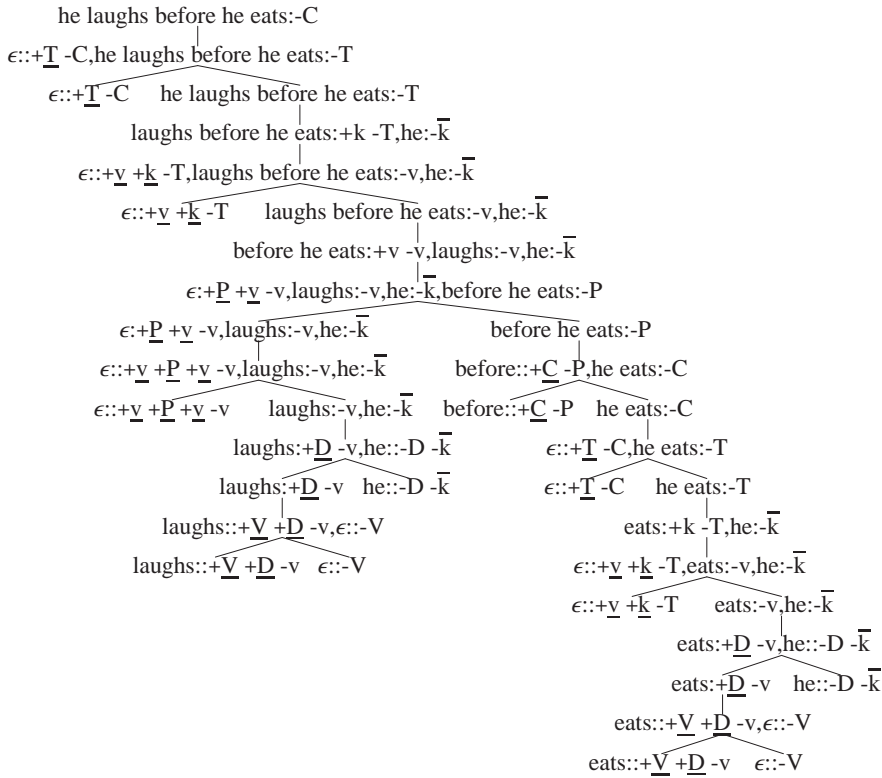 he laughs before he eats:-C
ϵ::+T -C,he laughs before he eats:-T
ϵ::+T -C he laughs before he eats:-T
laughs before he eats:+k -T,he:-k
ϵ::+v +k -T,laughs before he eats:-v,he:-k
ϵ::+v +k -T laughs before he eats:-v,he:-k
before he eats:+v -v,laughs:-v,he:-k
ϵ:+P +v -v,laughs:-v,he:-k,before he eats:-P
ϵ:+P +v -v,laughs:-v,he:-k before he eats:-P
ϵ::+v +P +v -v,laughs:-v,he:-k before::+C -P,he eats:-C
ϵ::+v +P +v -v laughs:-v,he:-k before::+C -P he eats:-C
laughs:+D -v,he::-D -k ϵ::+T -C,he eats:-T
laughs:+D -v he::-D -k ϵ::+T -C he eats:-T
laughs::+V +D -v,ϵ::-V eats:+k -T,he:-k
laughs::+V +D -v ϵ::-V ϵ::+v +k -T,eats:-v,he:-k
ϵ::+v +k -T eats:-v,he:-k
eats:+D -v,he::-D -k
eats:+D -v he::-D -k
eats::+V +D -v,ϵ::-V
eats::+V +D -v ϵ::-V